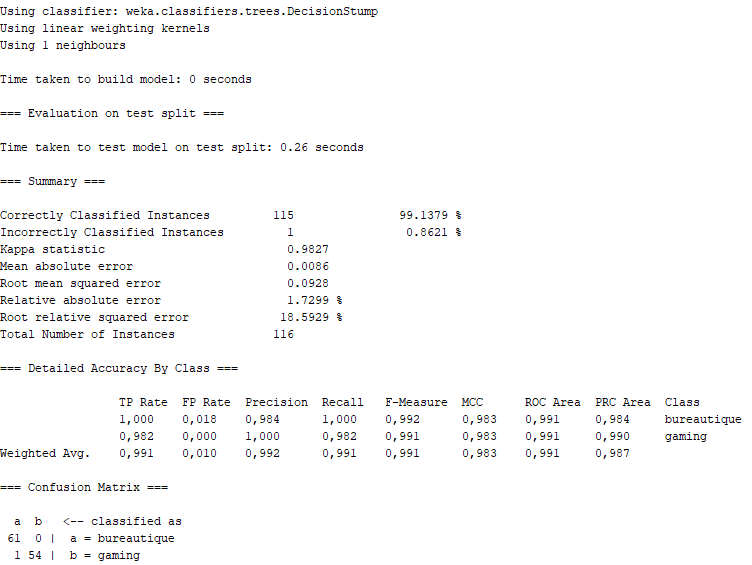 Using classifier: weka.classifiers.trees.DecisionStump
Using linear weighting kernels
Using 1 neighbours
Time taken to build model: 0 seconds
=== Evaluation on test split ===
Time taken to test model on test split: 0.26 seconds
=== Summary ===
Correctly Classified Instances 115 99.1379 %
Incorrectly Classified Instances 1 0.8621 %
Kappa statistic 0.9827
Mean absolute error 0.0086
Root mean squared error 0.0928
Relative absolute error 1.7299 %
Root relative squared error 18.5929 %
Total Number of Instances 116
=== Detailed Accuracy By Class ===
TP Rate FP Rate Precision Recall F-Measure MCC ROC Area PRC Area Class
1,000 0,018 0,984 1,000 0,992 0,983 0,991 0,984 bureautique
0,982 0,000 1,000 0,982 0,991 0,983 0,991 0,990 gaming
Weighted Avg. 0,991 0,010 0,992 0,991 0,991 0,983 0,991 0,987
=== Confusion Matrix ===
a b <-- classified as
61 0 | a = bureautique
1 54 | b = gaming